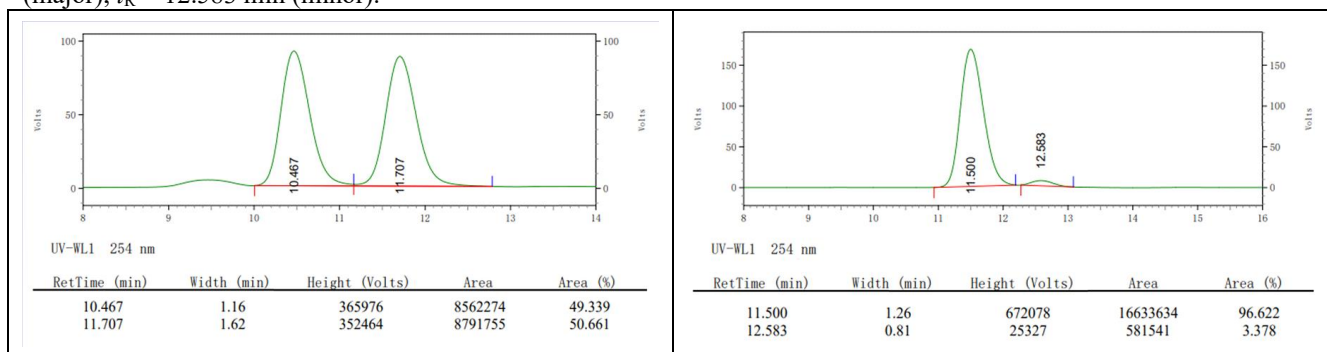 (major), tR = 12.583 min (minor).
100
100
50
50
0
0
Volts
Volts
10.467
11.707
8 9 10 11 12 13 14
UV-WL1 254 nm
RetTime (min) Width (min) Height (Volts) Area Area (%)
10.467 1.16 365976 8562274 49.339
11.707 1.62 352464 8791755 50.661
150
150
100
100
50
50
0
0
Volts
Volts
11.500
12.583
8 9 10 11 12 13 14 15 16
UV-WL1 254 nm
RetTime (min) Width (min) Height (Volts) Area Area (%)
11.500 1.26 672078 16633634 96.622
12.583 0.81 25327 581541 3.378